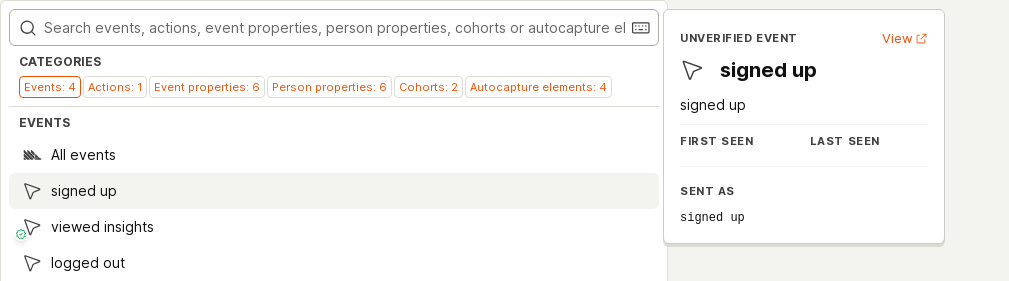 Search events, actions, event properties, person properties, cohorts or autocapture el
CATEGORIES
Events: 4 Actions: 1 Event properties: 6 Person properties: 6 Cohorts: 2 Autocapture elements: 4
EVENTS
All events
signed up
viewed insights
logged out
UNVERIFIED EVENT View
signed up
signed up
FIRST SEEN LAST SEEN
SENT AS
signed up